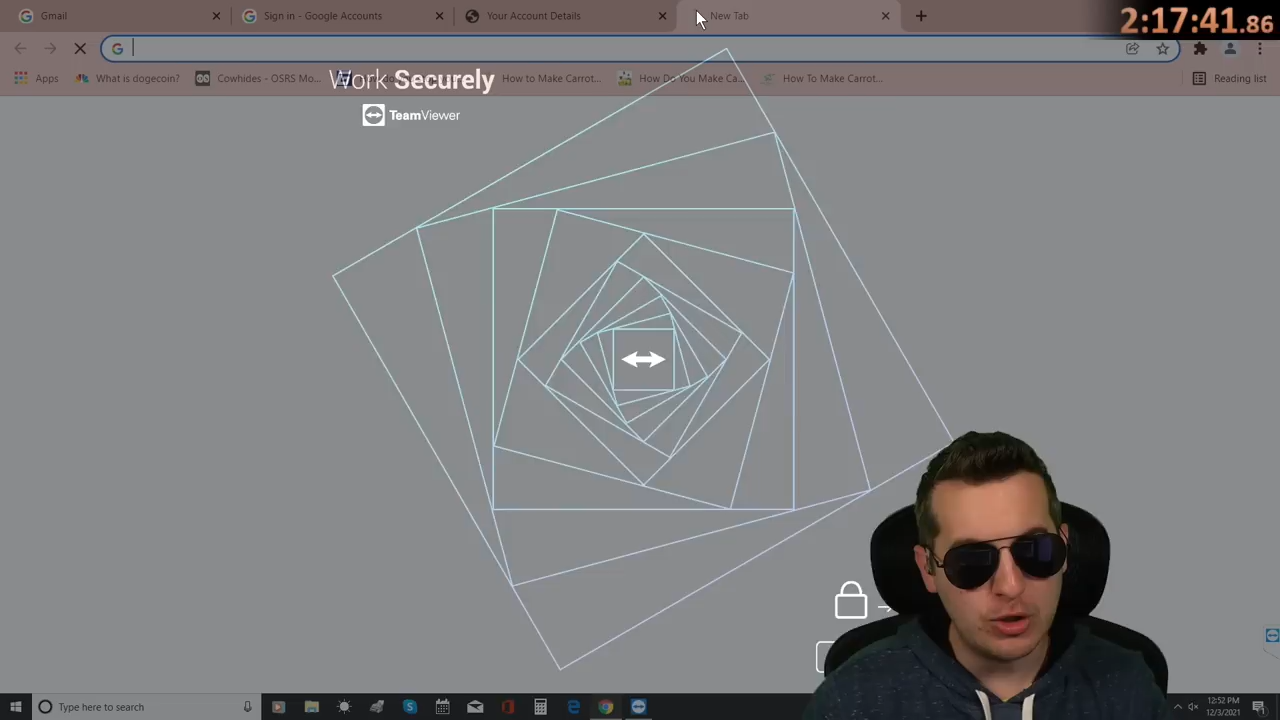 Gmail
Sign in - Google Accounts
Your Account Details
New Tab
2:17:41.86
Apps
What is dogecoin?
Cowhides - OSRS Mo...
How to Make Carrot...
How Do You Make Ca...
How To Make Carrot...
Reading list
Work Securely
TeamViewer
Type here to search
12:52 PM
12/3/2021